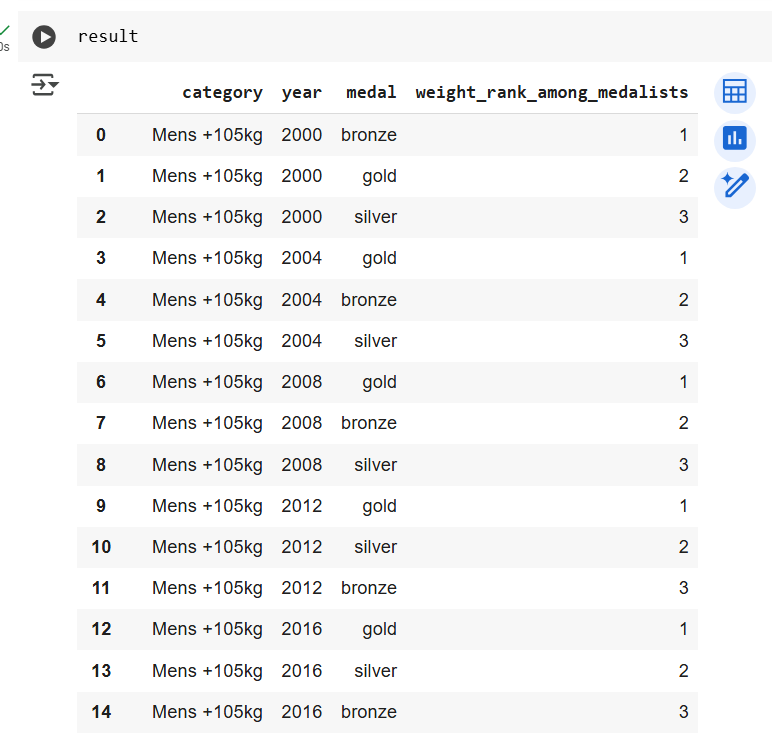 result
0s
category year medal weight_rank_among_medalists
0 Mens +105kg 2000 bronze 1
1 Mens +105kg 2000 gold 2
2 Mens +105kg 2000 silver 3
3 Mens +105kg 2004 gold 1
4 Mens +105kg 2004 bronze 2
5 Mens +105kg 2004 silver 3
6 Mens +105kg 2008 gold 1
7 Mens +105kg 2008 bronze 2
8 Mens +105kg 2008 silver 3
9 Mens +105kg 2012 gold 1
10 Mens +105kg 2012 silver 2
11 Mens +105kg 2012 bronze 3
12 Mens +105kg 2016 gold 1
13 Mens +105kg 2016 silver 2
14 Mens +105kg 2016 bronze 3